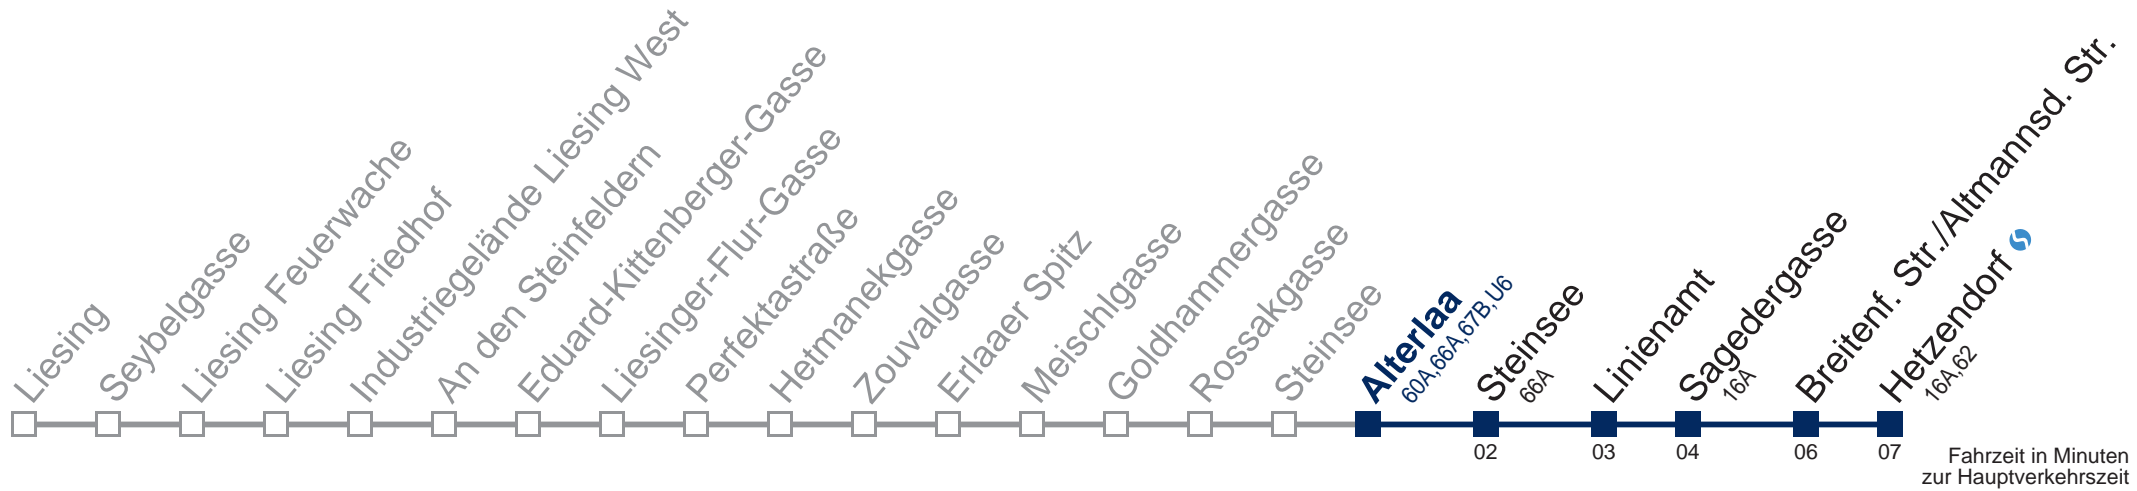 Liesing
Seybelgasse
Liesing Feuerwache
Liesing Friedhof
Industriegelände Liesing West
An den Steinfeldern
Eduard-Kittenberger-Gasse
Liesinger-Flur-Gasse
Perfektastraße
Hetmanekgasse
Zouvalgasse
Erlaaer Spitz
Meischlgasse
Goldhammergasse
Rossakgasse
Steinsee
Alterlaa
60A,66A,67B,U6
Steinsee
66A
Linienamt
Sagedergasse
16A
Breitenf. Str./Altmannsd. Str.
Hetzendorf
16A,62
02
03
04
06
07
Fahrzeit in Minuten
zur Hauptverkehrszeit